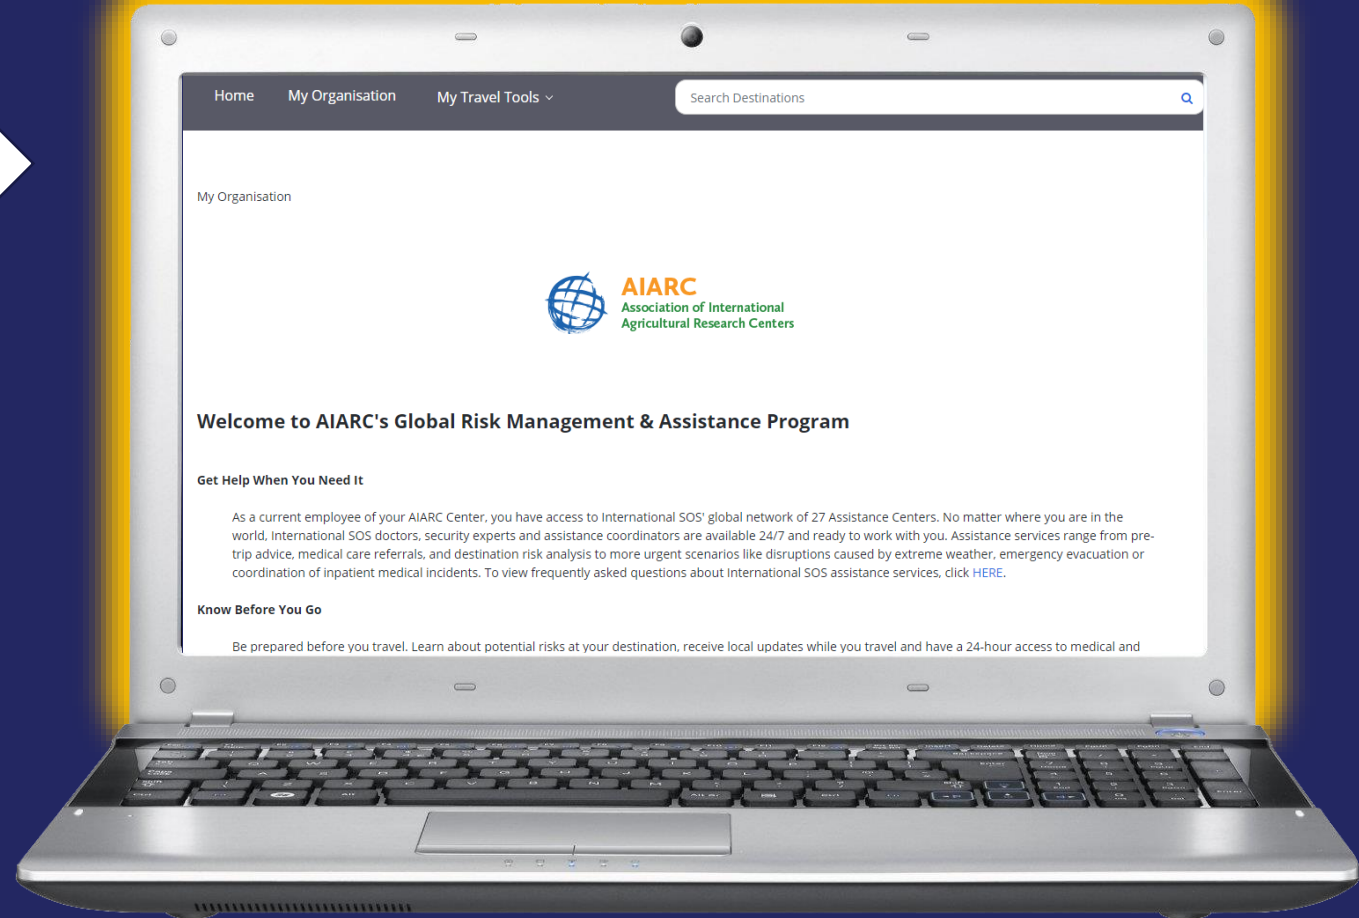 Home My Organisation My Travel Tools Search Destinations
My Organisation
AIARC
Association of International
Agricultural Research Centers
Welcome to AIARC's Global Risk Management & Assistance Program
Get Help When You Need It
As a current employee of your AIARC Center, you have access to International SOS' global network of 27 Assistance Centers. No matter where you are in the
world, International SOS doctors, security experts and assistance coordinators are available 24/7 and ready to work with you. Assistance services range from pre-
trip advice, medical care referrals, and destination risk analysis to more urgent scenarios like disruptions caused by extreme weather, emergency evacuation or
coordination of inpatient medical incidents. To view frequently asked questions about International SOS assistance services, click HERE.
Know Before You Go
Be prepared before you travel. Learn about potential risks at your destination, receive local updates while you travel and have a 24-hour access to medical and